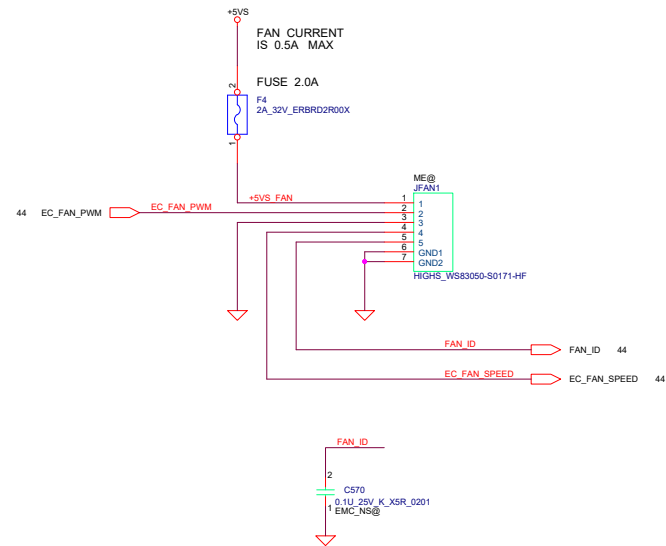 +5VS
FAN CURRENT
IS 0.5A MAX
FUSE 2.0A
2
F4
2A_32V_ERBRD2R00X
1
ME@
JFAN1
+5VS_FAN
1 1
44 EC_FAN_PWM EC_FAN_PWM 2 2
3 3
4 4
5 5
6 GND1
7 GND2
HIGHS_WS83050-S0171-HF
FAN_ID FAN_ID 44
EC_FAN_SPEED EC_FAN_SPEED 44
FAN_ID
2
C570
0.1U_25V_K_X5R_0201
1 EMC_NS@